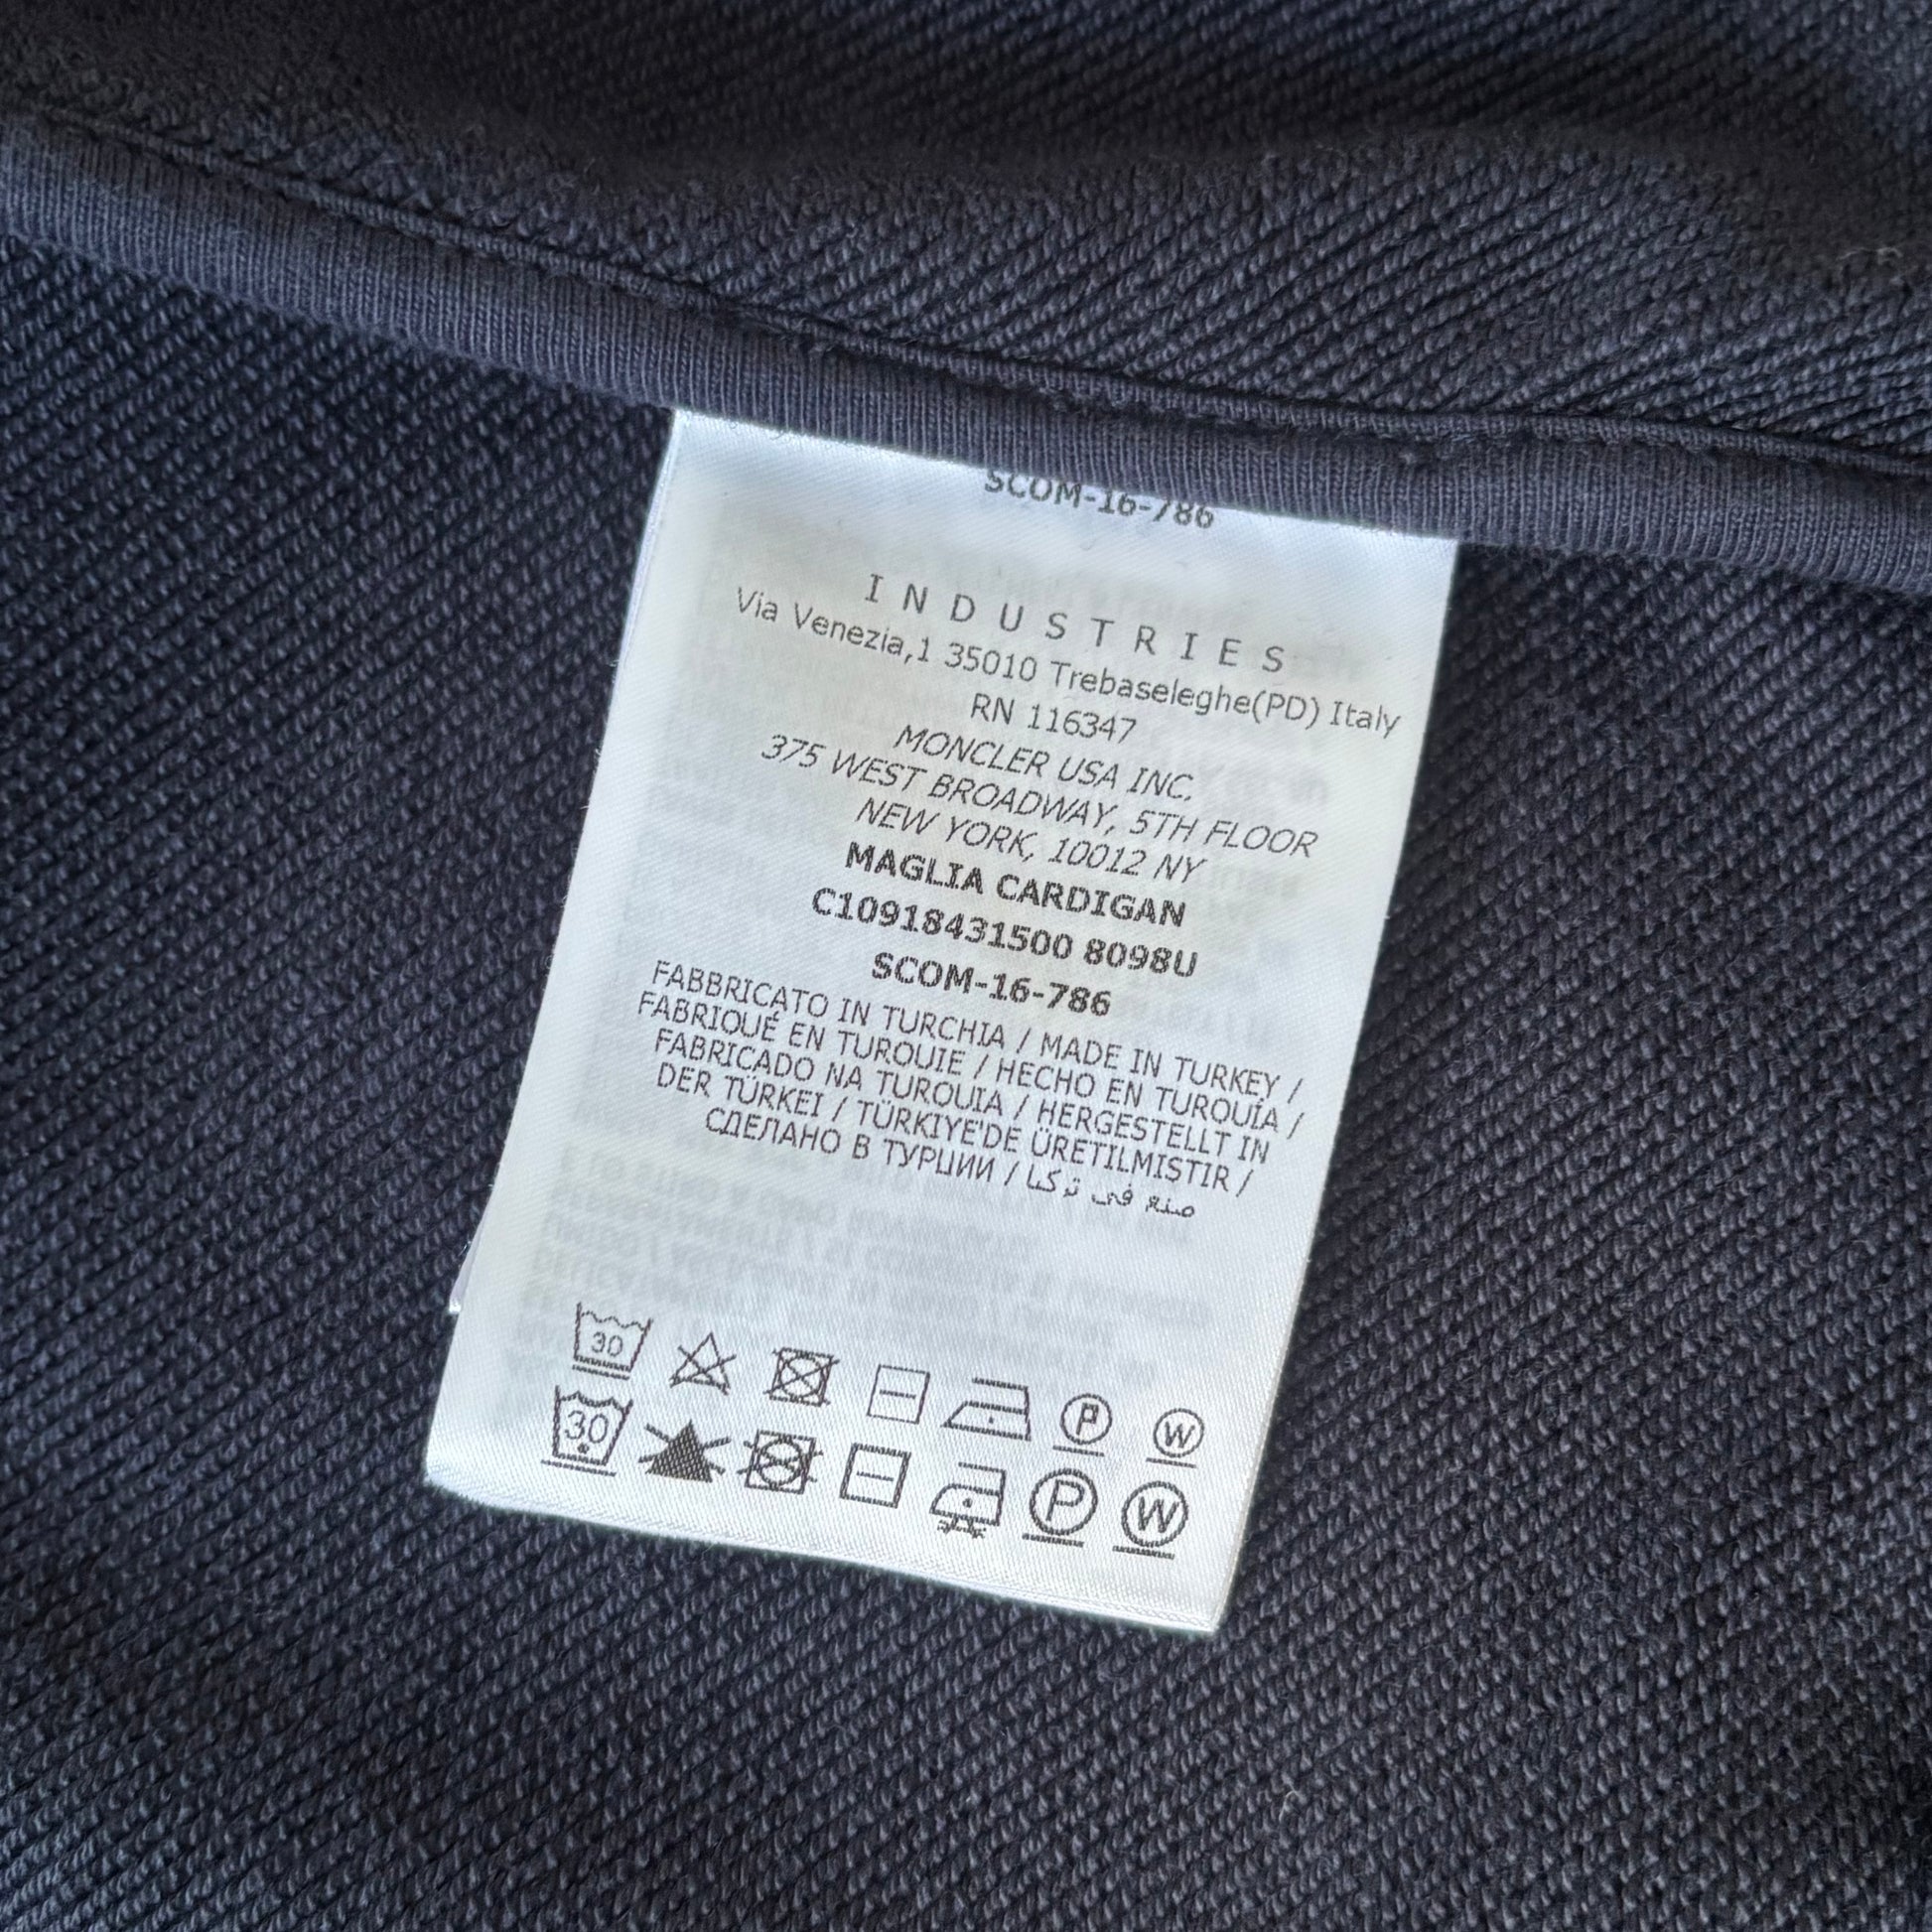 SCOM-16-786
INDUSTRIES
Via Venezia,1 35010 Trebaseleghe(PD) Italy
RN 116347
MONCLER USA INC.
375 WEST BROADWAY, 5TH FLOOR
NEW YORK, 10012 NY
MAGLIA CARDIGAN
C10918431500 8098U
SCOM-16-786
FABBRICATO IN TURCHIA / MADE IN TURKEY /
FABRIQUÉ EN TURQUIE / HECHO EN TURQUÍA /
FABRICADO NA TURQUIA / HERGESTELLT IN
DER TÜRKEI / TÜRKIYE'DE ÜRETILMISTIR /
СДЕЛАНО В ТУРЦИИ / صنع في تركيا
30 P W
30 P W